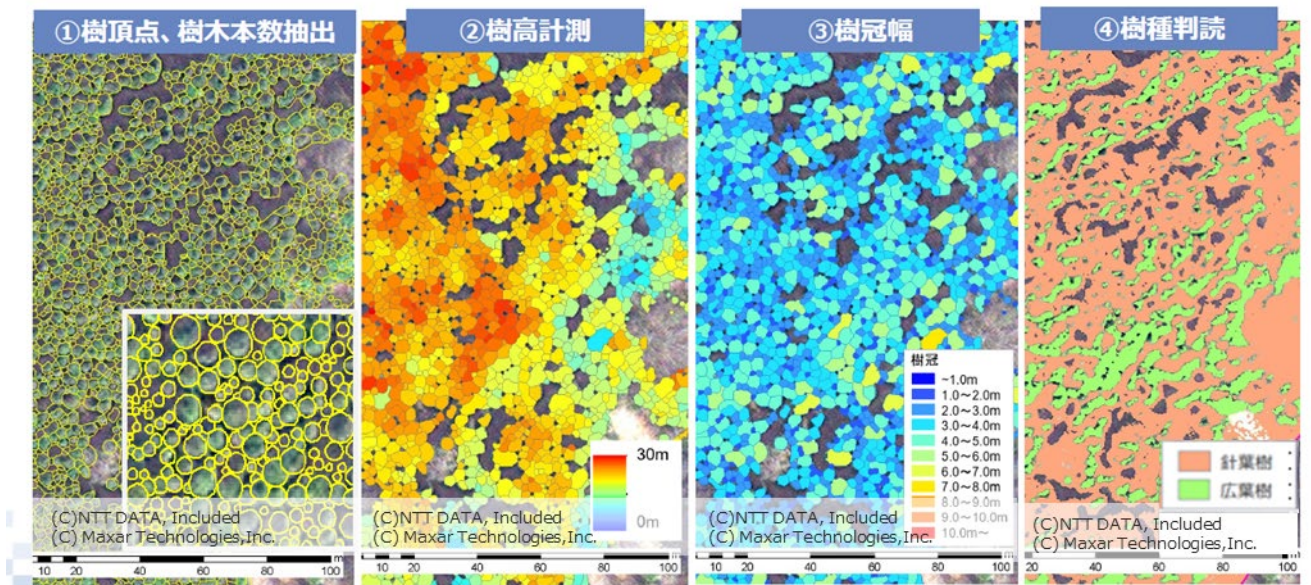 ①樹頂点、樹木本数抽出
②樹高計測
③樹冠幅
④樹種判読
30m
0m
樹冠
~1.0m
1.0~2.0m
2.0~3.0m
3.0~4.0m
4.0~5.0m
5.0~6.0m
6.0~7.0m
7.0~8.0m
8.0~9.0m
9.0~10.0m
10.0m~
針葉樹
広葉樹
(C)NTT DATA, Included
(C) Maxar Technologies,Inc.
(C)NTT DATA, Included
(C) Maxar Technologies,Inc.
(C)NTT DATA, Included
(C) Maxar Technologies,Inc.
(C)NTT DATA, Included
(C) Maxar Technologies,Inc.
0 10 20 40 60 80 100 m
0 10 20 40 60 80 100
0 10 20 40 60 80 100 m
20 40 60 80 100